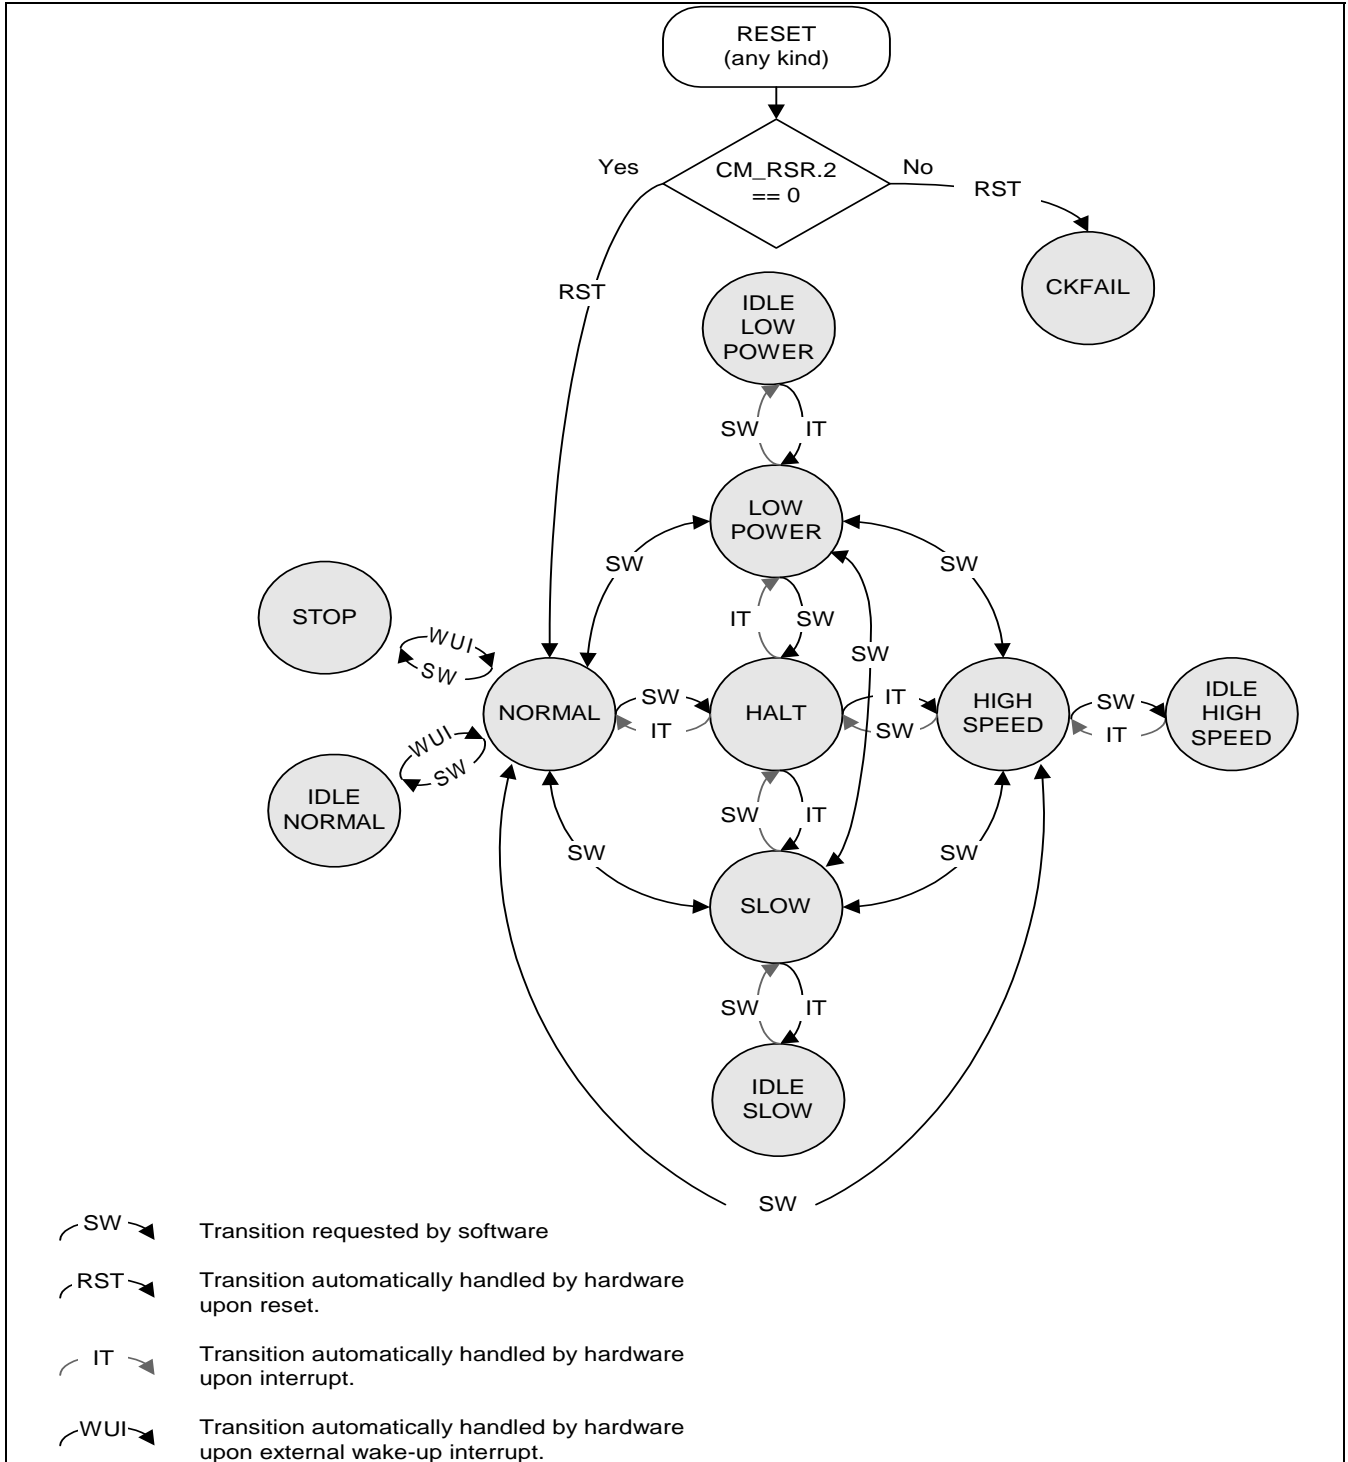 RESET
(any kind)
Yes
CM_RSR.2
== 0
No
RST
RST
CKFAIL
IDLE
LOW
POWER
SW
IT
LOW
POWER
SW
SW
STOP
WUI
SW
IT
SW
SW
NORMAL
SW
IT
HALT
IT
SW
HIGH
SPEED
SW
IT
IDLE
HIGH
SPEED
WUI
SW
IDLE
NORMAL
SW
IT
SW
SW
SLOW
SW
IT
IDLE
SLOW
SW
SW
Transition requested by software
RST
Transition automatically handled by hardware
upon reset.
IT
Transition automatically handled by hardware
upon interrupt.
WUI
Transition automatically handled by hardware
upon external wake-up interrupt.